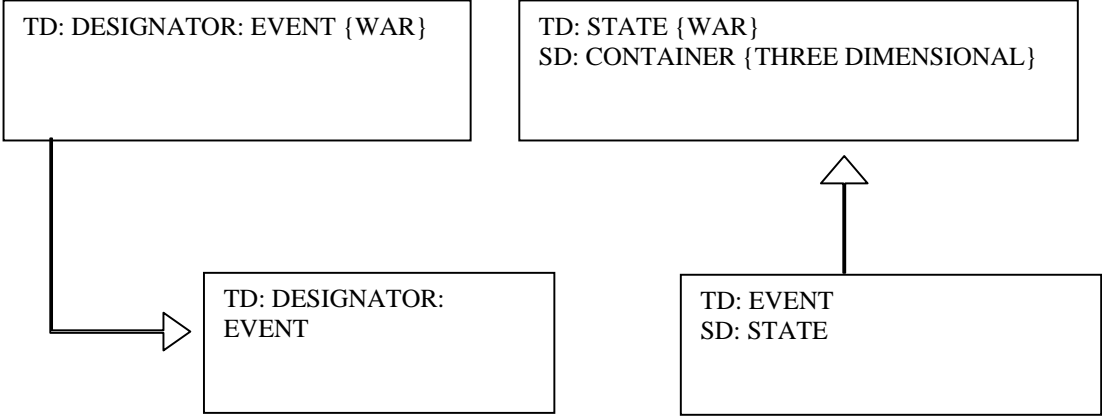 TD: DESIGNATOR: EVENT {WAR}
TD: STATE {WAR}
SD: CONTAINER {THREE DIMENSIONAL}
TD: DESIGNATOR:
EVENT
TD: EVENT
SD: STATE